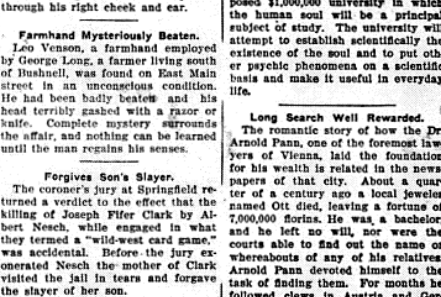 through his right cheek and ear.
Farmhand Mysteriously Beaten.
Leo Venson, a farmhand employed
by George Long, a farmer living south
of Bushnell, was found on East Main
street in an unconscious condition.
He had been badly beaten and his
head terribly gashed with a razor or
knife. Complete mystery surrounds
the affair, and nothing can be learned
until the man regains his senses.
Forgives Son's Slayer.
The coroner's jury at Springfield re-
turned a verdict to the effect that the
killing of Joseph Fifer Clark by Al-
bert Nesch, while engaged in what
they termed a "wild-west card game,"
was accidental. Before the jury ex-
onerated Nesch the mother of Clark
visited the jail in tears and forgave
the slayer of her son.
posed $1,000,000 university in which
the human soul will be a principal
subject of study. The university will
attempt to establish scientifically the
existence of the soul and to put oth
er psychic phenomena on a scientific
basis and make it useful in everyday
life.
Long Search Well Rewarded.
The romantic story of how the Dr.
Arnold Pann, one of the foremost law
yers of Vienna, laid the foundation
for his wealth is related in the news
papers of that city. About a quar
ter of a century ago a local jeweler
named Ott died, leaving a fortune of
7,000,000 florins. He was a bachelor
and he left no will, nor were the
courts able to find out the name or
whereabouts of any of his relatives
Arnold Pann devoted himself to the
task of finding them. For months he
followed clews in Austria and